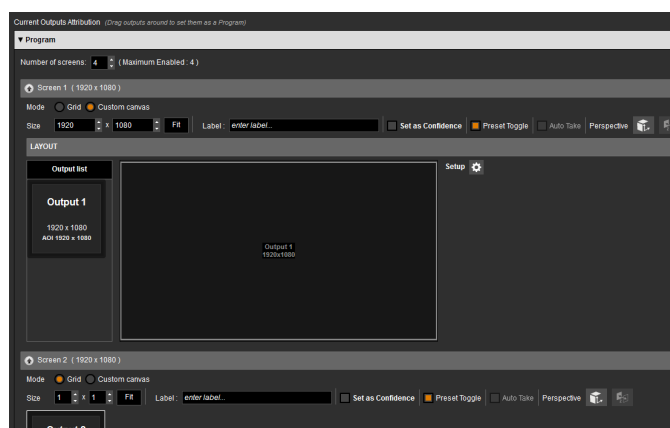 Current Outputs Attribution (Drag outputs around to set them as a Program)
Program
Number of screens: 4 (Maximum Enabled : 4)
Screen 1 (1920 x 1080)
Mode Grid Custom canvas
Size 1920 x 1080 Fit Label : enter label... Set as Confidence Preset Toggle Auto Take Perspective
LAYOUT
Output list Setup
Output 1
1920 x 1080
AOI 1920 x 1080
Output 1
1920x1080
Screen 2 (1920 x 1080)
Mode Grid Custom canvas
Size 1 x 1 Fit Label : enter label... Set as Confidence Preset Toggle Auto Take Perspective